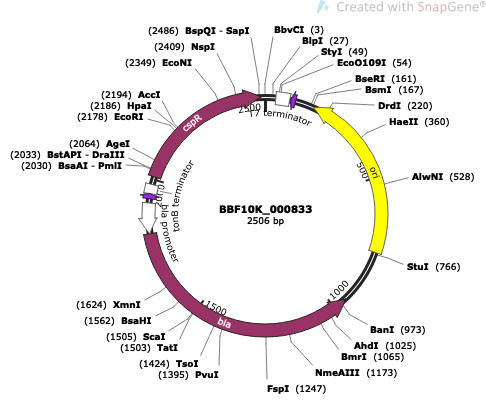 Created with SnapGene®
(2486) BspQI - SapI
(2409) NspI
(2349) EcoNI
(2194) AccI
(2186) HpaI
(2178) EcoRI
(2064) AgeI
(2033) BstAPI - DraIII
(2030) BsaAI - PmlI
BbvCI (3)
BlpI (27)
StyI (49)
EcoO109I (54)
BseRI (161)
BsmI (167)
DrdI (220)
HaeII (360)
AlwNI (528)
StuI (766)
BanI (973)
AhdI (1025)
BmrI (1065)
NmeAIII (1173)
FspI (1247)
(1624) XmnI
(1562) BsaHI
(1505) ScaI
(1503) TatI
(1424) TsoI
(1395) PvuI
T7 terminator
cspR
ori
bla
tonB terminator
bla promoter
500
1000
1500
2500
BBF10K_000833
2506 bp